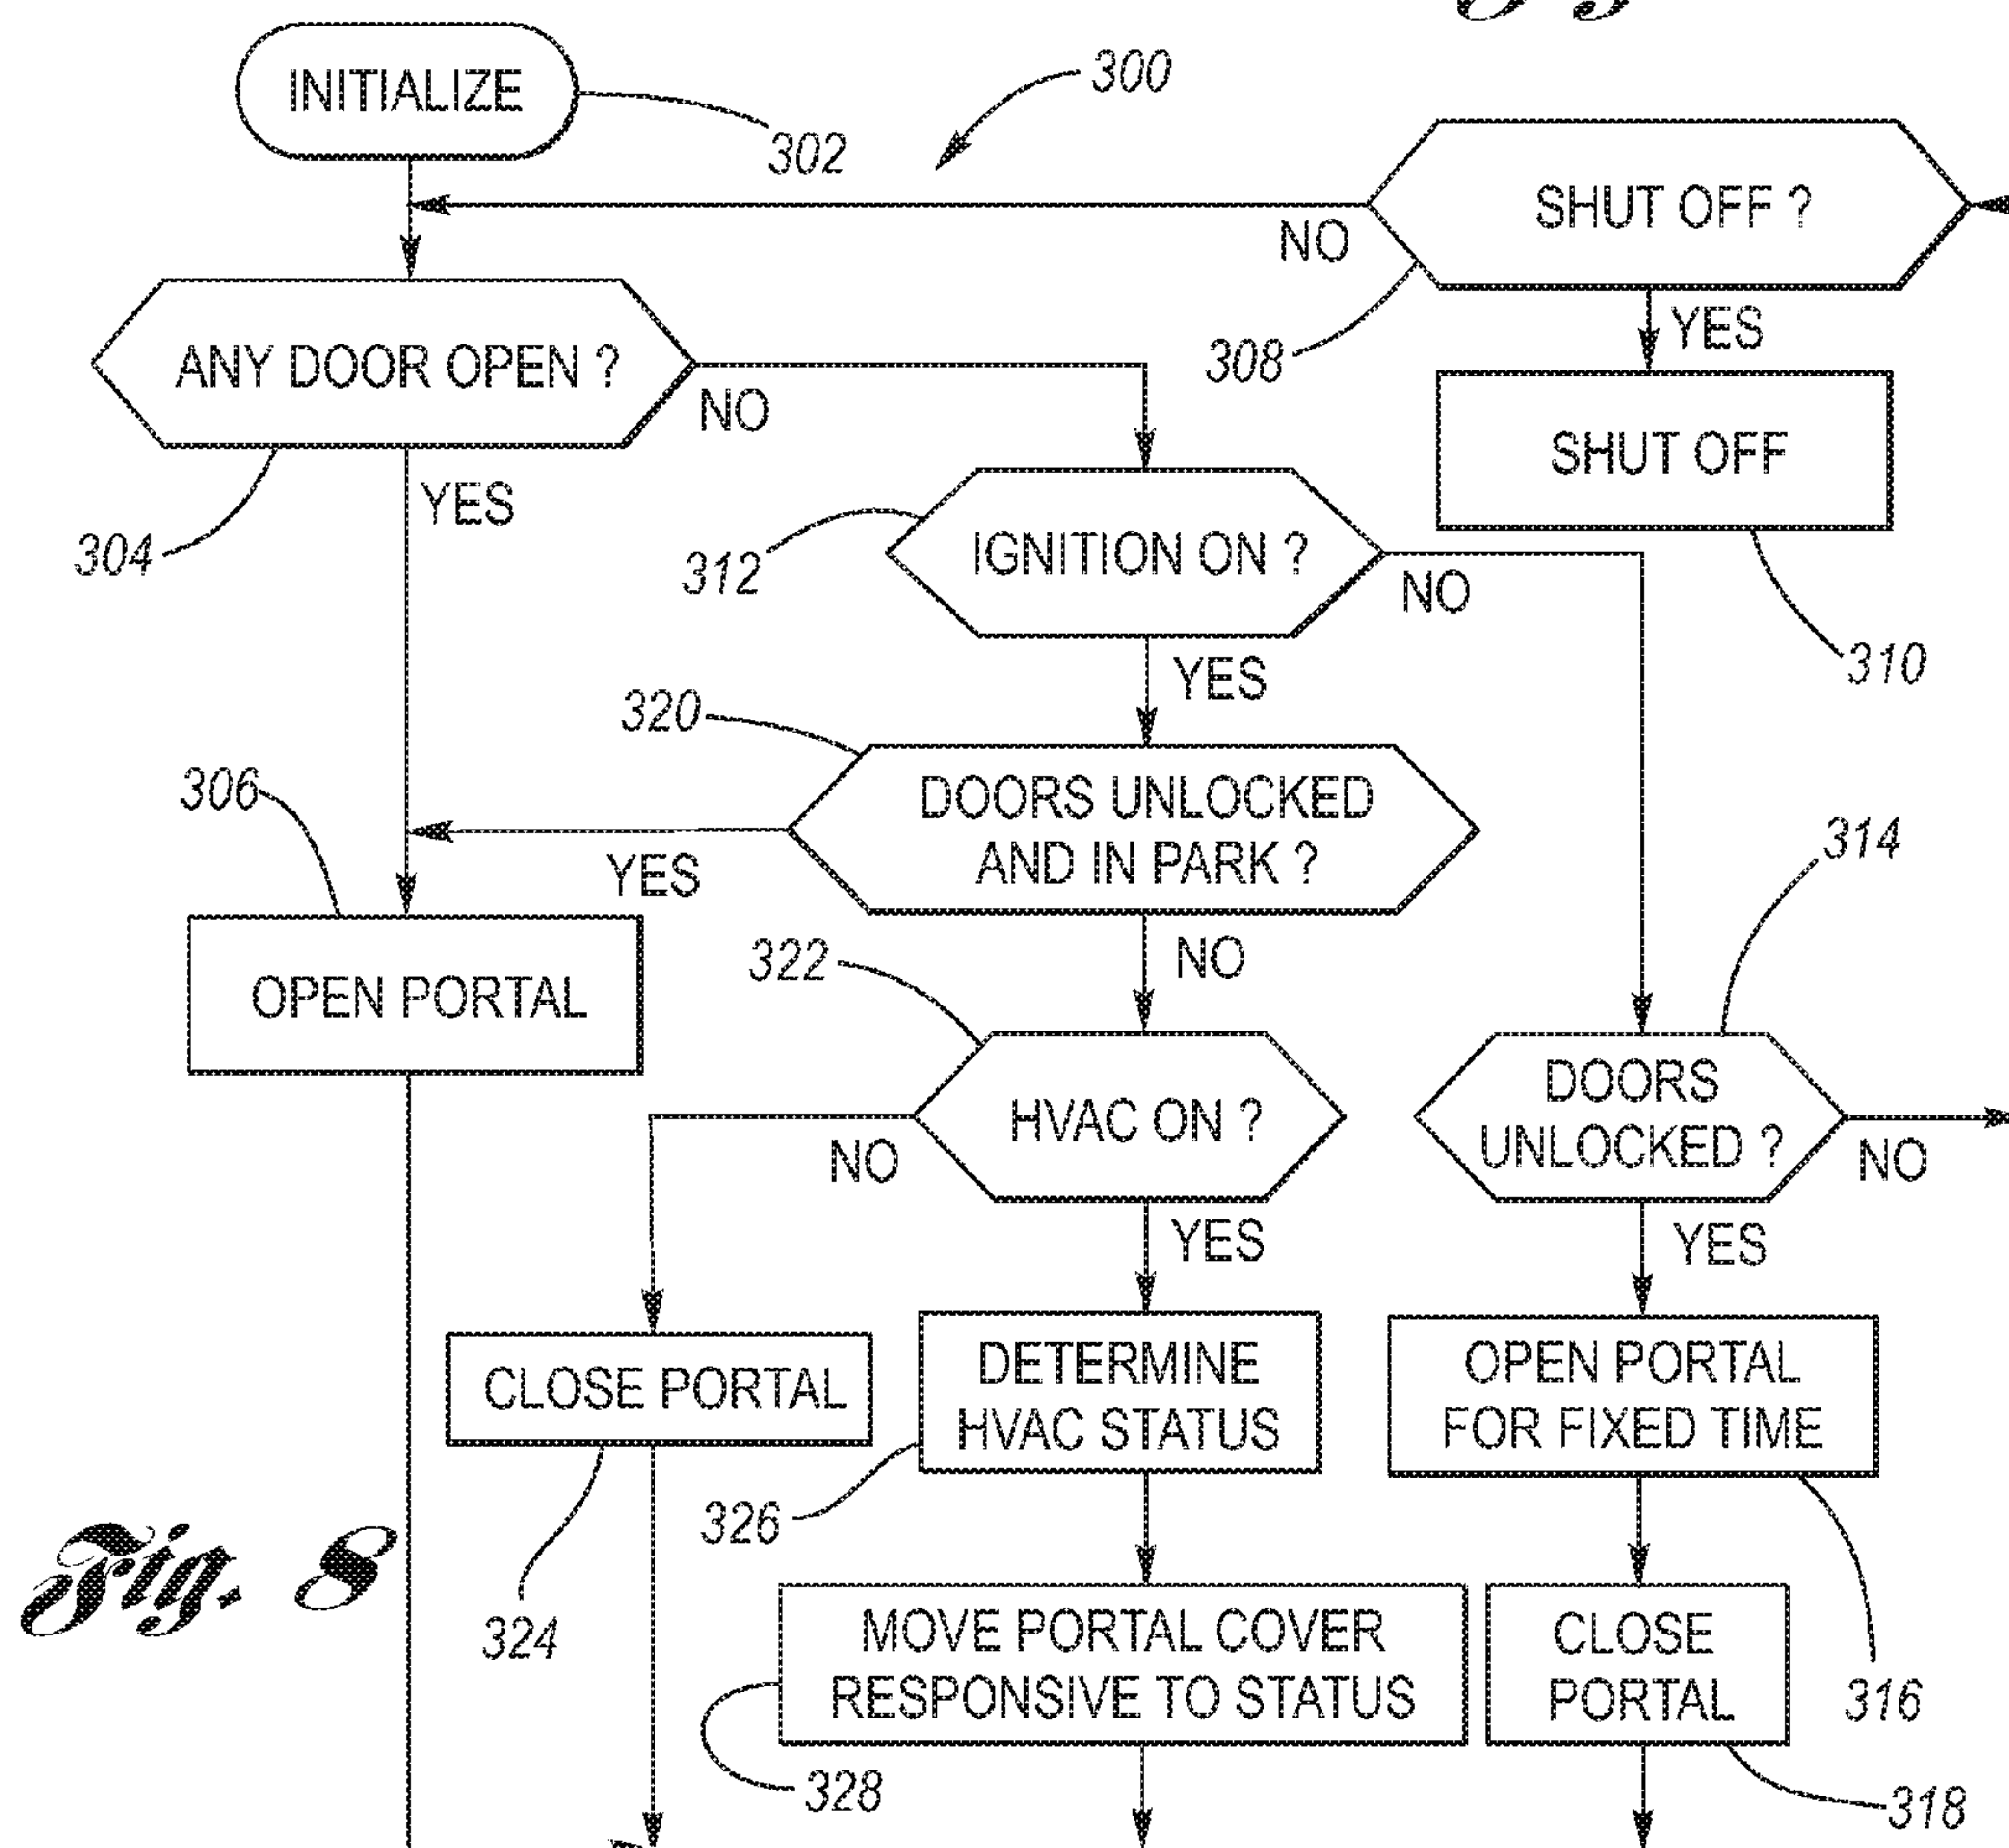 INITIALIZE
300
302
SHUT OFF ?
NO
308
YES
ANY DOOR OPEN ?
NO
SHUT OFF
YES
304
312
IGNITION ON ?
NO
310
YES
320
DOORS UNLOCKED
AND IN PARK ?
306
YES
314
OPEN PORTAL
322
NO
HVAC ON ?
DOORS
UNLOCKED ?
NO
NO
YES
YES
CLOSE PORTAL
DETERMINE
HVAC STATUS
OPEN PORTAL
FOR FIXED TIME
326
Fig. 8
324
MOVE PORTAL COVER
RESPONSIVE TO STATUS
CLOSE
PORTAL
316
328
318